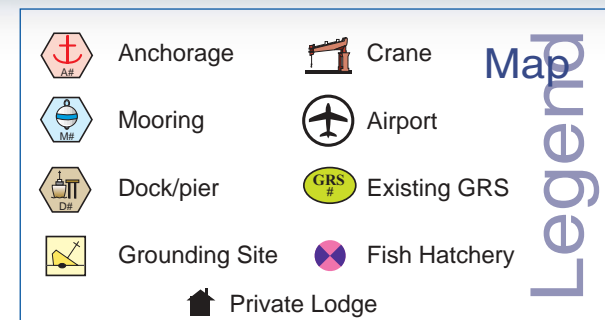 Map
Legend
A#
Anchorage
Crane
M#
Mooring
Airport
D#
Dock/pier
GRS
#
Existing GRS
Grounding Site
Fish Hatchery
Private Lodge